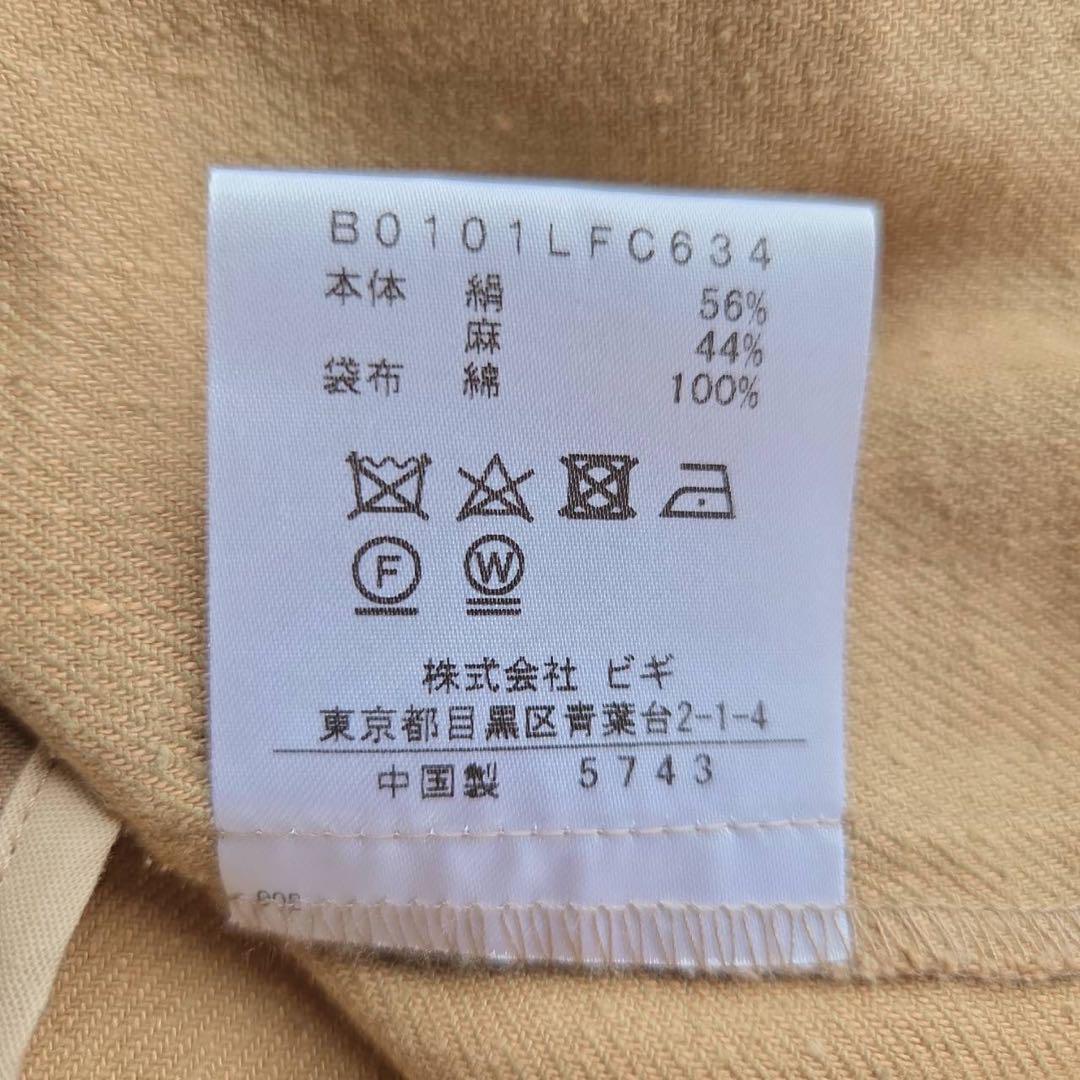 B0101LFC634
本体 絹 56%
麻 44%
袋布 綿 100%
F W
株式会社 ビギ
東京都目黒区青葉台2-1-4
中国製 5743